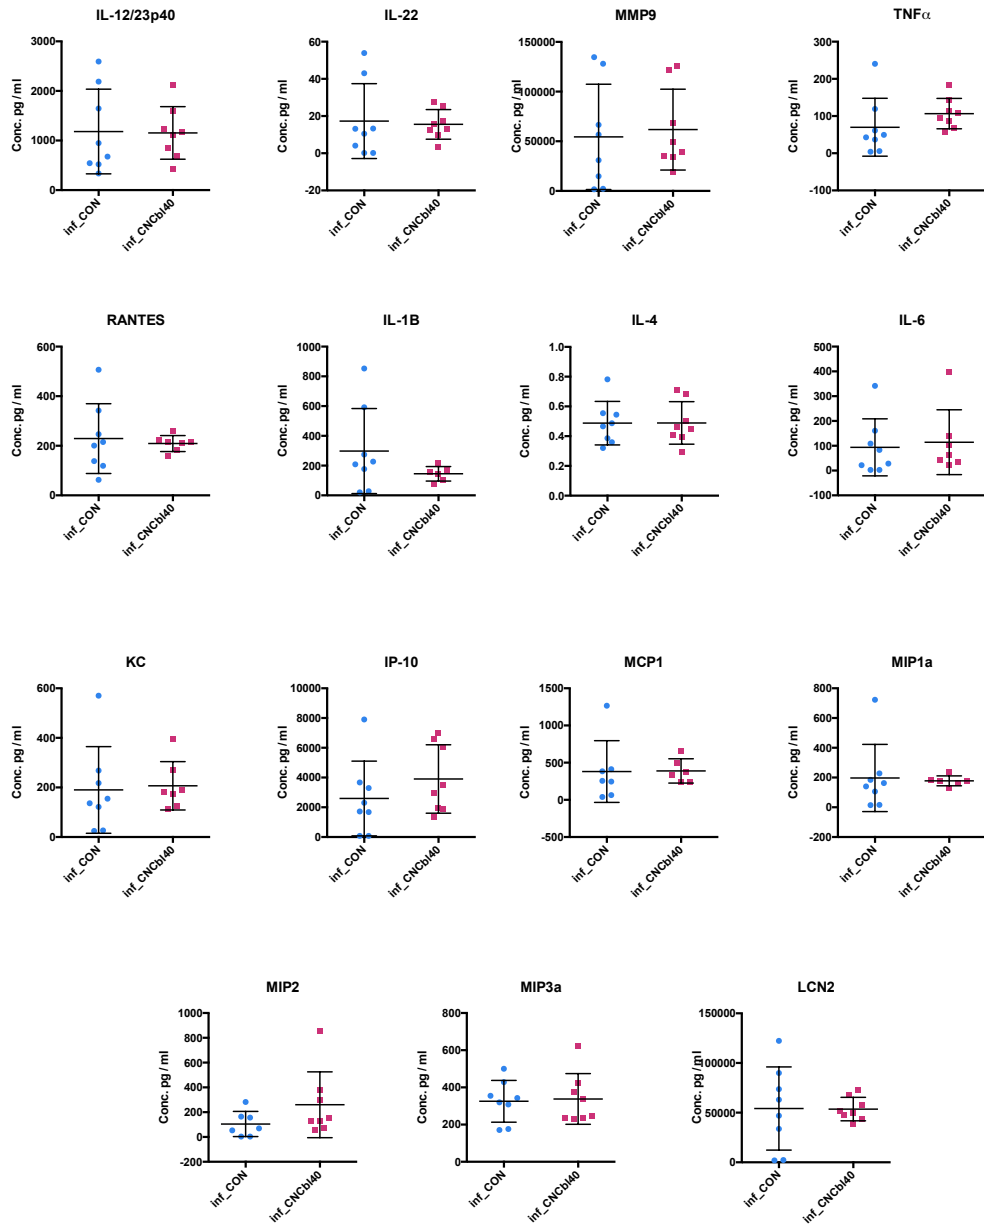 IL-12/23p40 IL-22 MMP9 TNFα
3000 60 150000 300
2000 40 100000 200
1000 20 50000 100
0 0 0 0
-20 -100
Conc. pg / ml Conc. pg / ml Conc. pg / ml Conc. pg / ml
inf_CON inf_CNCbl40 inf_CON inf_CNCbl40 inf_CON inf_CNCbl40 inf_CON inf_CNCbl40
RANTES IL-1B IL-4 IL-6
600 1000 1.0 500
400 800 0.8 400
200 600 0.6 300
0 400 0.4 200
200 0.2 100
0 0.0 0
-100
Conc. pg / ml Conc. pg / ml Conc. pg / ml Conc. pg / ml
inf_CON inf_CNCbl40 inf_CON inf_CNCbl40 inf_CON inf_CNCbl40 inf_CON inf_CNCbl40
KC IP-10 MCP1 MIP1a
600 10000 1500 800
400 8000 1000 600
200 6000 500 400
0 4000 0 200
2000 -500 0
0 -200
Conc. pg / ml Conc. pg / ml Conc. pg / ml Conc. pg / ml
inf_CON inf_CNCbl40 inf_CON inf_CNCbl40 inf_CON inf_CNCbl40 inf_CON inf_CNCbl40
MIP2 MIP3a LCN2
1000 800 150000
800 600 100000
600 400 50000
400 200 0
200 0
0
-200
Conc. pg / ml Conc. pg / ml Conc. pg / ml
inf_CON inf_CNCbl40 inf_CON inf_CNCbl40 inf_CON inf_CNCbl40